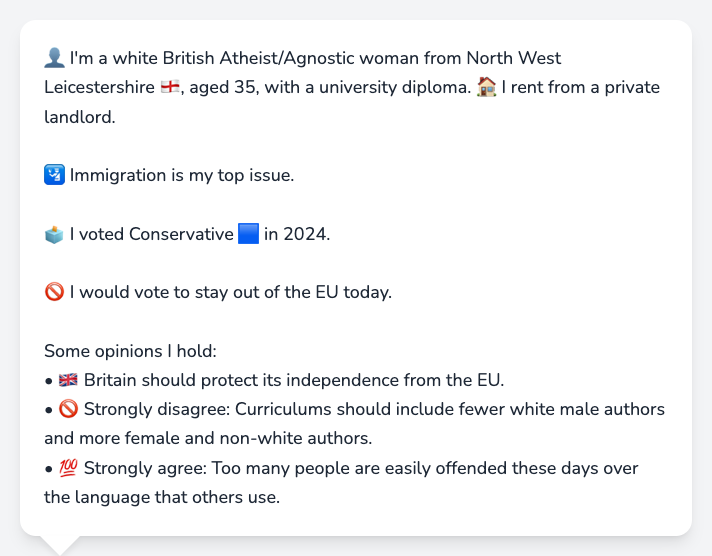 👤 I'm a white British Atheist/Agnostic woman from North West
Leicestershire 🏴󠁧󠁢󠁥󠁮󠁧󠁿, aged 35, with a university diploma. 🏠 I rent from a private
landlord.
🛂 Immigration is my top issue.
🗳️ I voted Conservative 🟦 in 2024.
🚫 I would vote to stay out of the EU today.
Some opinions I hold:
• 🇬🇧 Britain should protect its independence from the EU.
• 🚫 Strongly disagree: Curriculums should include fewer white male authors
and more female and non-white authors.
• 💯 Strongly agree: Too many people are easily offended these days over
the language that others use.